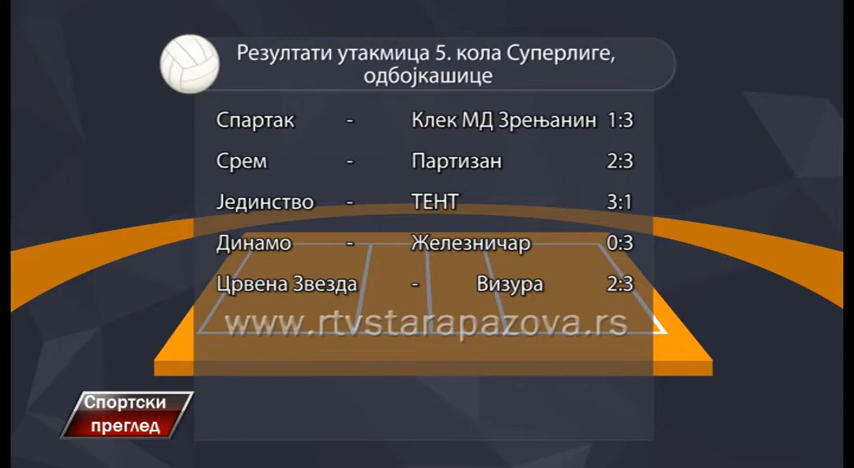 Резултати утакмица 5. кола Суперлиге,
одбојкашице
Спартак - Клек МД Зрењанин 1:3
Срем - Партизан 2:3
Јединство - ТЕНТ 3:1
Динамо - Железничар 0:3
Црвена Звезда - Визура 2:3
www.rtvstarapazova.rs
Спортски
преглед